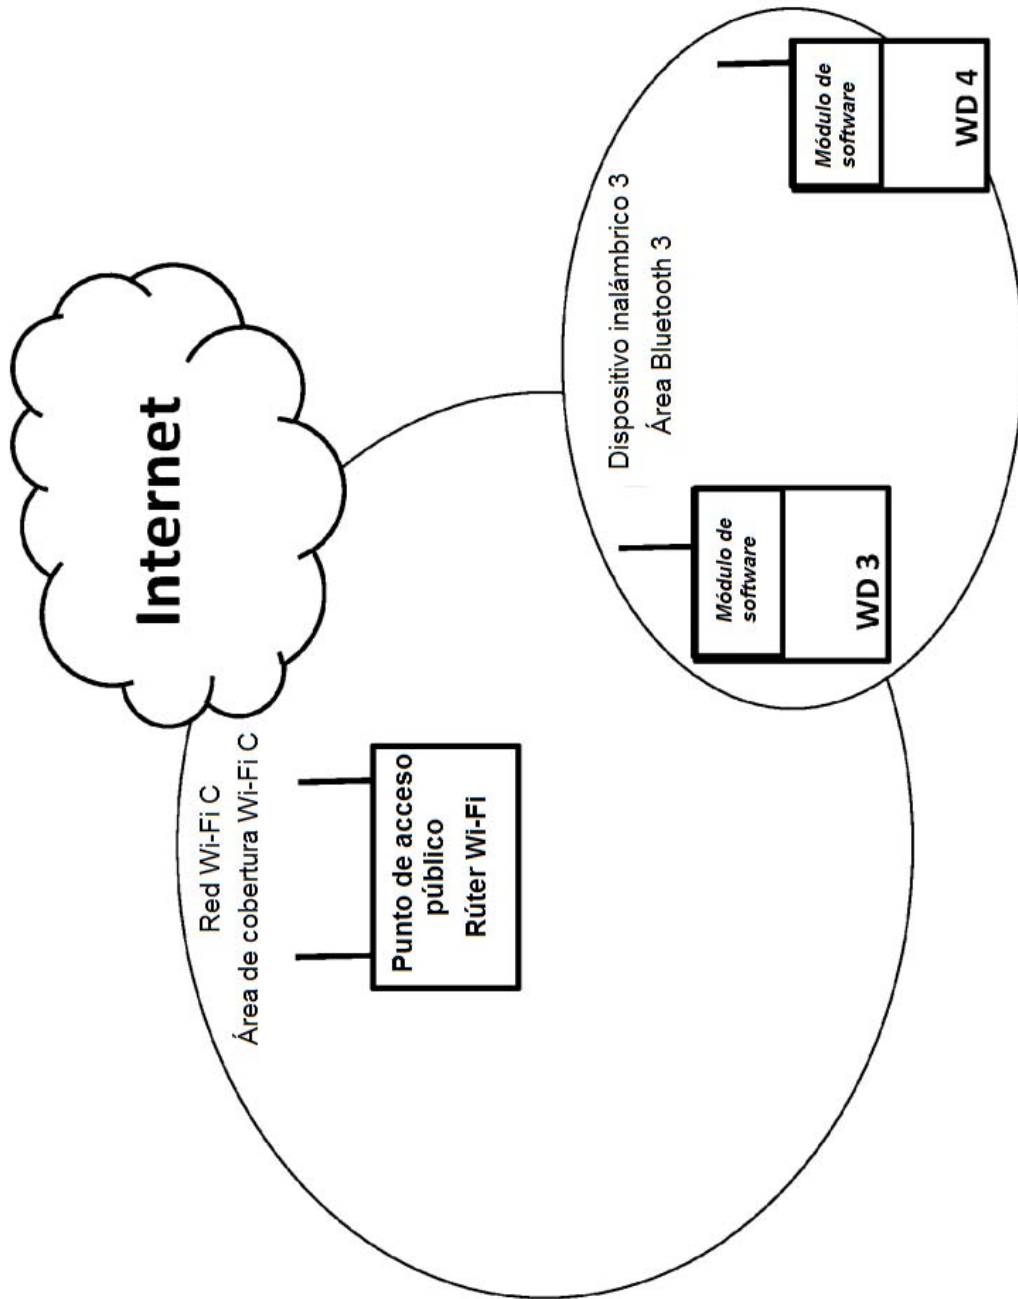 Internet
Red Wi-Fi C
Área de cobertura Wi-Fi C
Punto de acceso
público
Rúter Wi-Fi
Dispositivo inalámbrico 3
Área Bluetooth 3
Módulo de
software
WD 3
Módulo de
software
WD 4